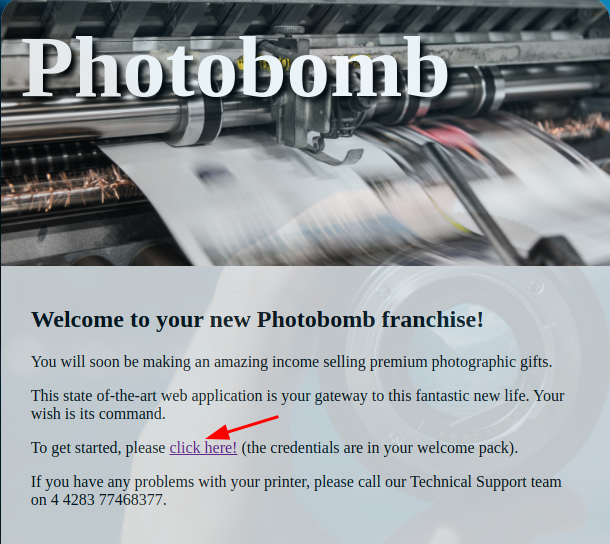 Photobomb
Welcome to your new Photobomb franchise!
You will soon be making an amazing income selling premium photographic gifts.
This state of-the-art web application is your gateway to this fantastic new life. Your
wish is its command.
To get started, please click here! (the credentials are in your welcome pack).
If you have any problems with your printer, please call our Technical Support team
on 4 4283 77468377.